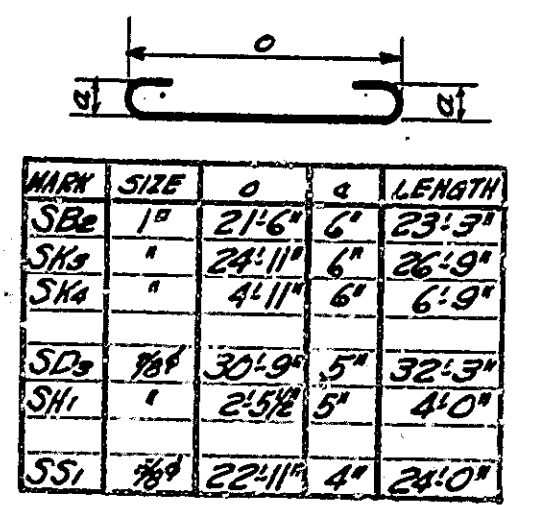 O
a a
MARK SIZE O a LENGTH
SB2 1"□ 21'-6" 6" 23'-3"
SK3 " 24'-11" 6" 26'-9"
SK4 " 4'-11" 6" 6'-9"
SD3 30'-9" 5" 32'-3"
SH1 " 2'-5½" 5" 4'-0"
SS1 5/8"φ 22'-11" 4" 24'-0"